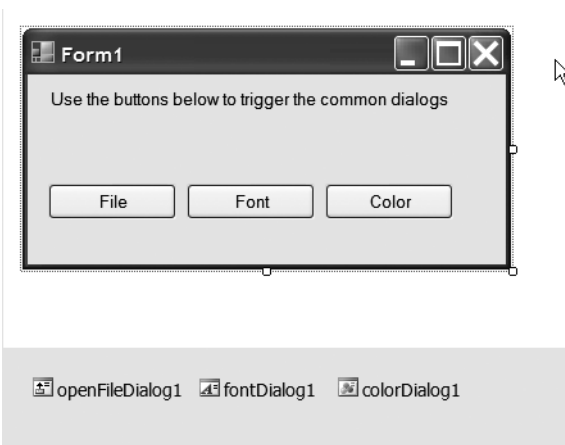 Form1
Use the buttons below to trigger the common dialogs
File Font Color
openFileDialog1 fontDialog1 colorDialog1